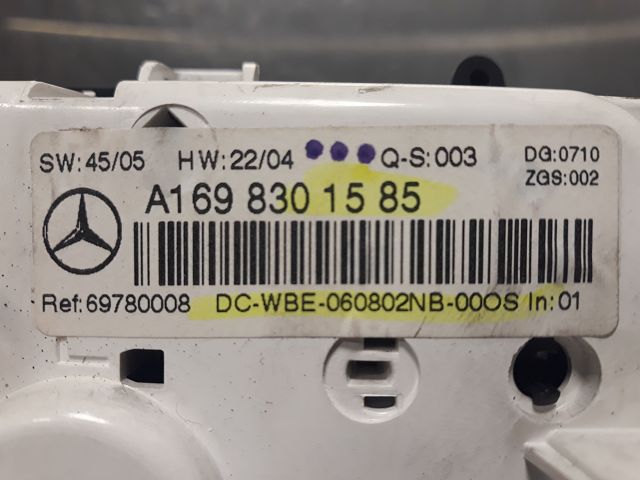 SW:45/05 HW:22/04 Q-S:003 DG:0710
ZGS:002
A169 830 15 85
Ref:69780008 DC-WBE-060802NB-000S In:01